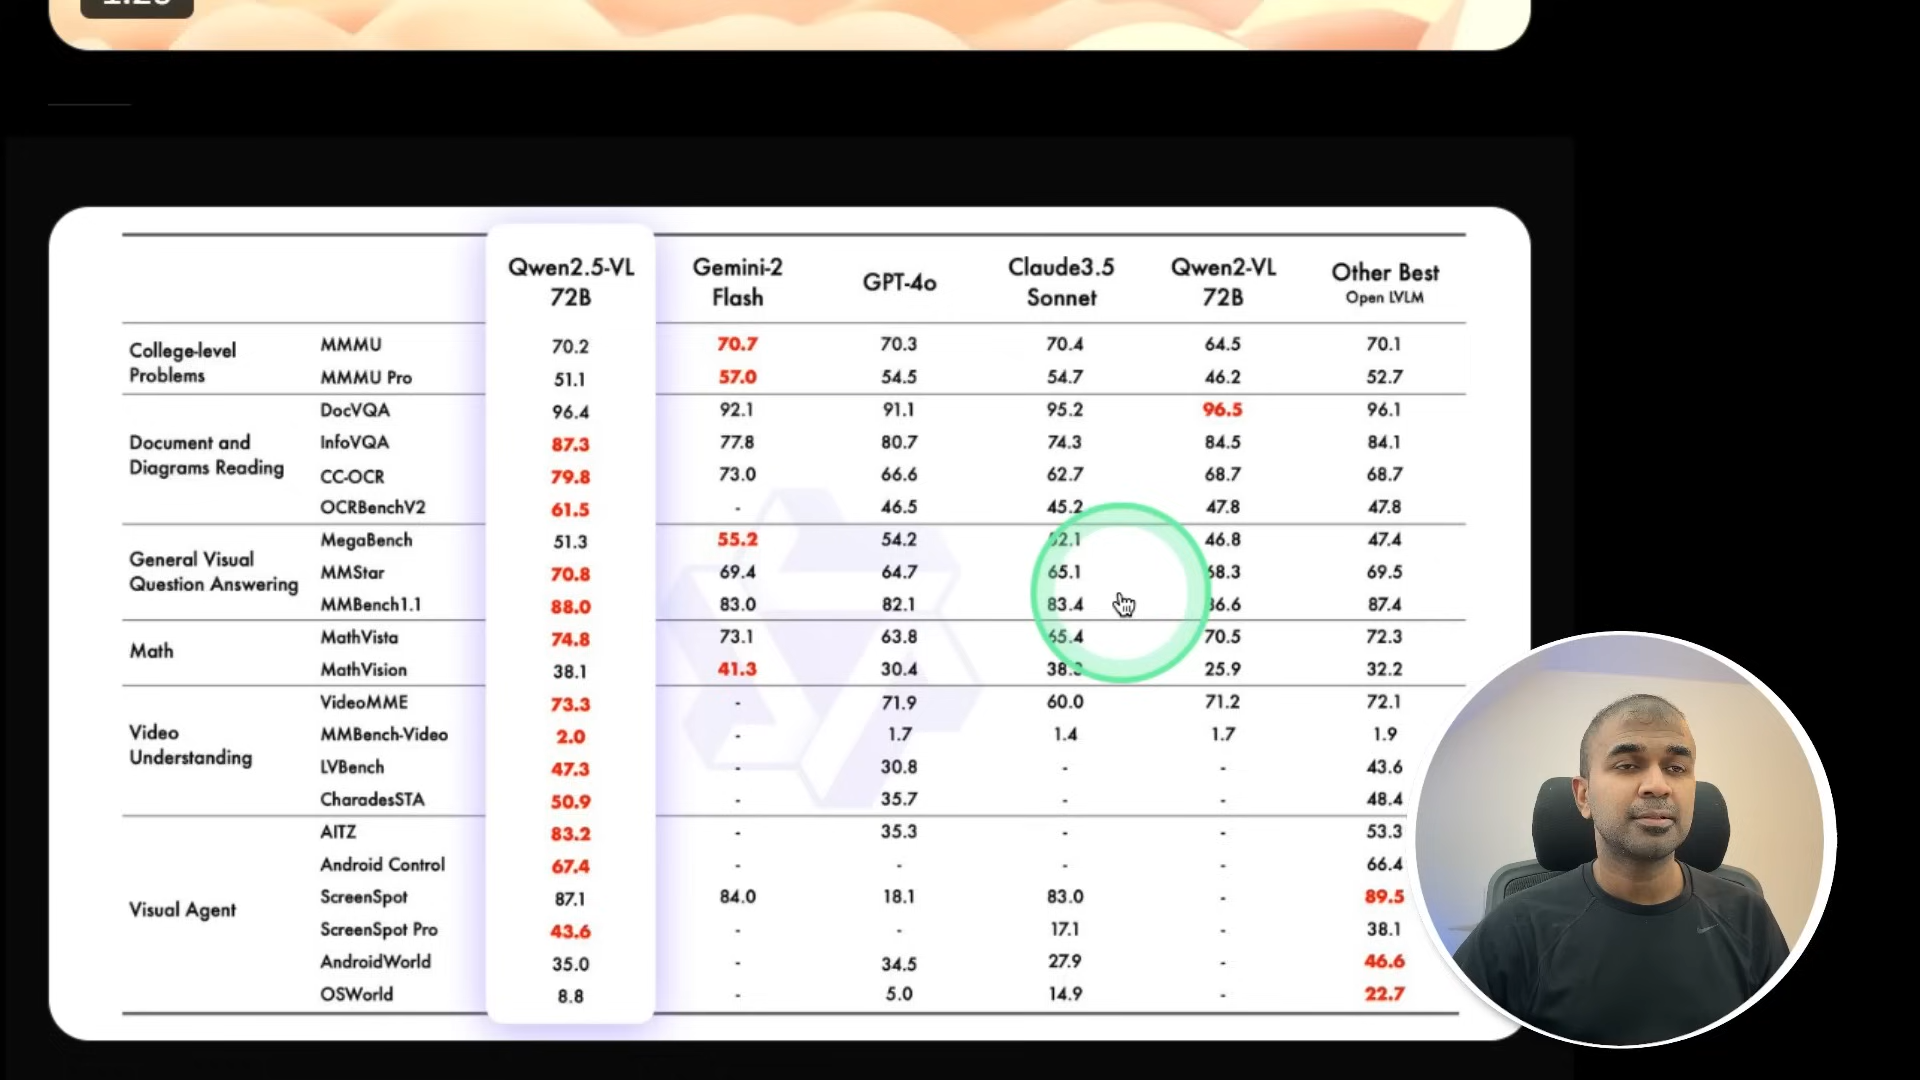 Qwen2.5-VL 72B Gemini-2 Flash GPT-4o Claude3.5 Sonnet Qwen2-VL 72B Other Best Open LVLM
College-level Problems
MMMU 70.2 70.7 70.3 70.4 64.5 70.1
MMMU Pro 51.1 57.0 54.5 54.7 46.2 52.7
Document and Diagrams Reading
DocVQA 96.4 92.1 91.1 95.2 96.5 96.1
InfoVQA 87.3 77.8 80.7 74.3 84.5 84.1
CC-OCR 79.8 73.0 66.6 62.7 68.7 68.7
OCRBenchV2 61.5 - 46.5 45.2 47.8 47.8
General Visual Question Answering
MegaBench 51.3 55.2 54.2 46.8 47.4
MMStar 70.8 69.4 64.7 65.1 68.3 69.5
MMBench1.1 88.0 83.0 82.1 83.4 87.4
Math
MathVista 74.8 73.1 63.8 65.4 70.5 72.3
MathVision 38.1 41.3 30.4 25.9 32.2
Video Understanding
VideoMME 73.3 - 71.9 60.0 71.2 72.1
MMBench-Video 2.0 - 1.7 1.4 1.7 1.9
LVBench 47.3 - 30.8 - - 43.6
CharadesSTA 50.9 - 35.7 - - 48.4
Visual Agent
AITZ 83.2 - 35.3 - - 53.3
Android Control 67.4 - - - - 66.4
ScreenSpot 87.1 84.0 18.1 83.0 - 89.5
ScreenSpot Pro 43.6 - - 17.1 - 38.1
AndroidWorld 35.0 - 34.5 27.9 - 46.6
OSWorld 8.8 - 5.0 14.9 - 22.7